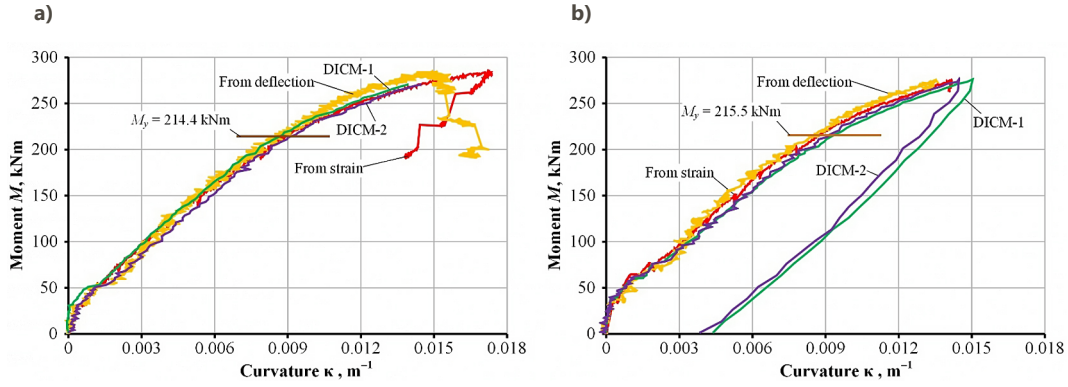 a)
300
250
200
150
100
50
0
Moment M, kNm
From deflection
DICM-1
DICM-2
My = 214.4 kNm
From strain
0 0.003 0.006 0.009 0.012 0.015 0.018
Curvature κ , m⁻¹
b)
300
250
200
150
100
50
0
Moment M, kNm
From deflection
My = 215.5 kNm
DICM-1
From strain
DICM-2
0 0.003 0.006 0.009 0.012 0.015 0.018
Curvature κ , m⁻¹